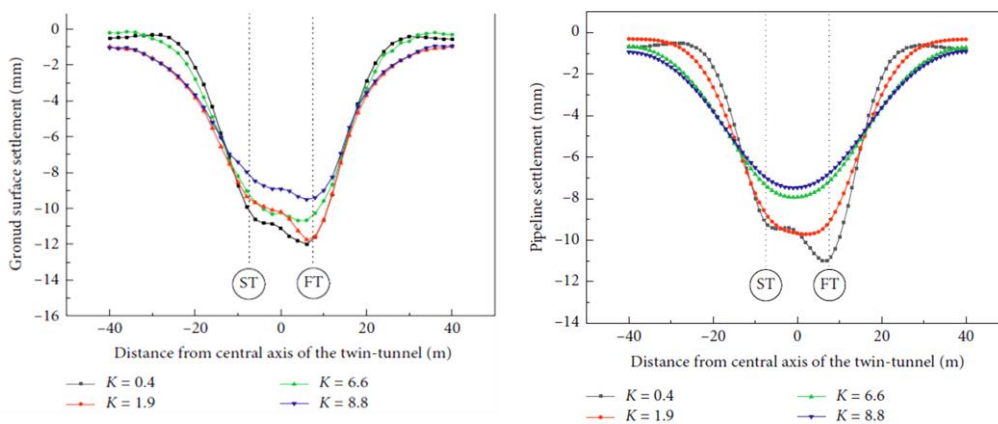 Gronud surface settlement (mm)
0
−2
−4
−6
−8
−10
−12
−14
−16
ST
FT
−40
−20
0
20
40
Distance from central axis of the twin-tunnel (m)
K = 0.4
K = 6.6
K = 1.9
K = 8.8
Pipeline settlement (mm)
0
−2
−4
−6
−8
−10
−12
−14
ST
FT
−40
−20
0
20
40
Distance from central axis of the twin-tunnel (m)
K = 0.4
K = 6.6
K = 1.9
K = 8.8